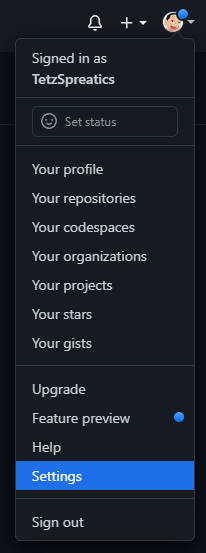 Signed in as
TetzSpreatics
Set status
Your profile
Your repositories
Your codespaces
Your organizations
Your projects
Your stars
Your gists
Upgrade
Feature preview
Help
Settings
Sign out